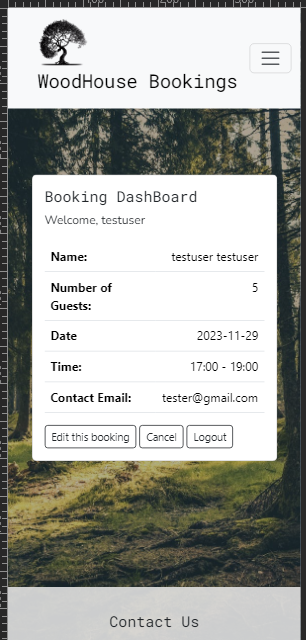 WoodHouse Bookings
Booking DashBoard
Welcome, testuser
Name: testuser testuser
Number of Guests: 5
Date 2023-11-29
Time: 17:00 - 19:00
Contact Email: tester@gmail.com
Edit this booking Cancel Logout
Contact Us